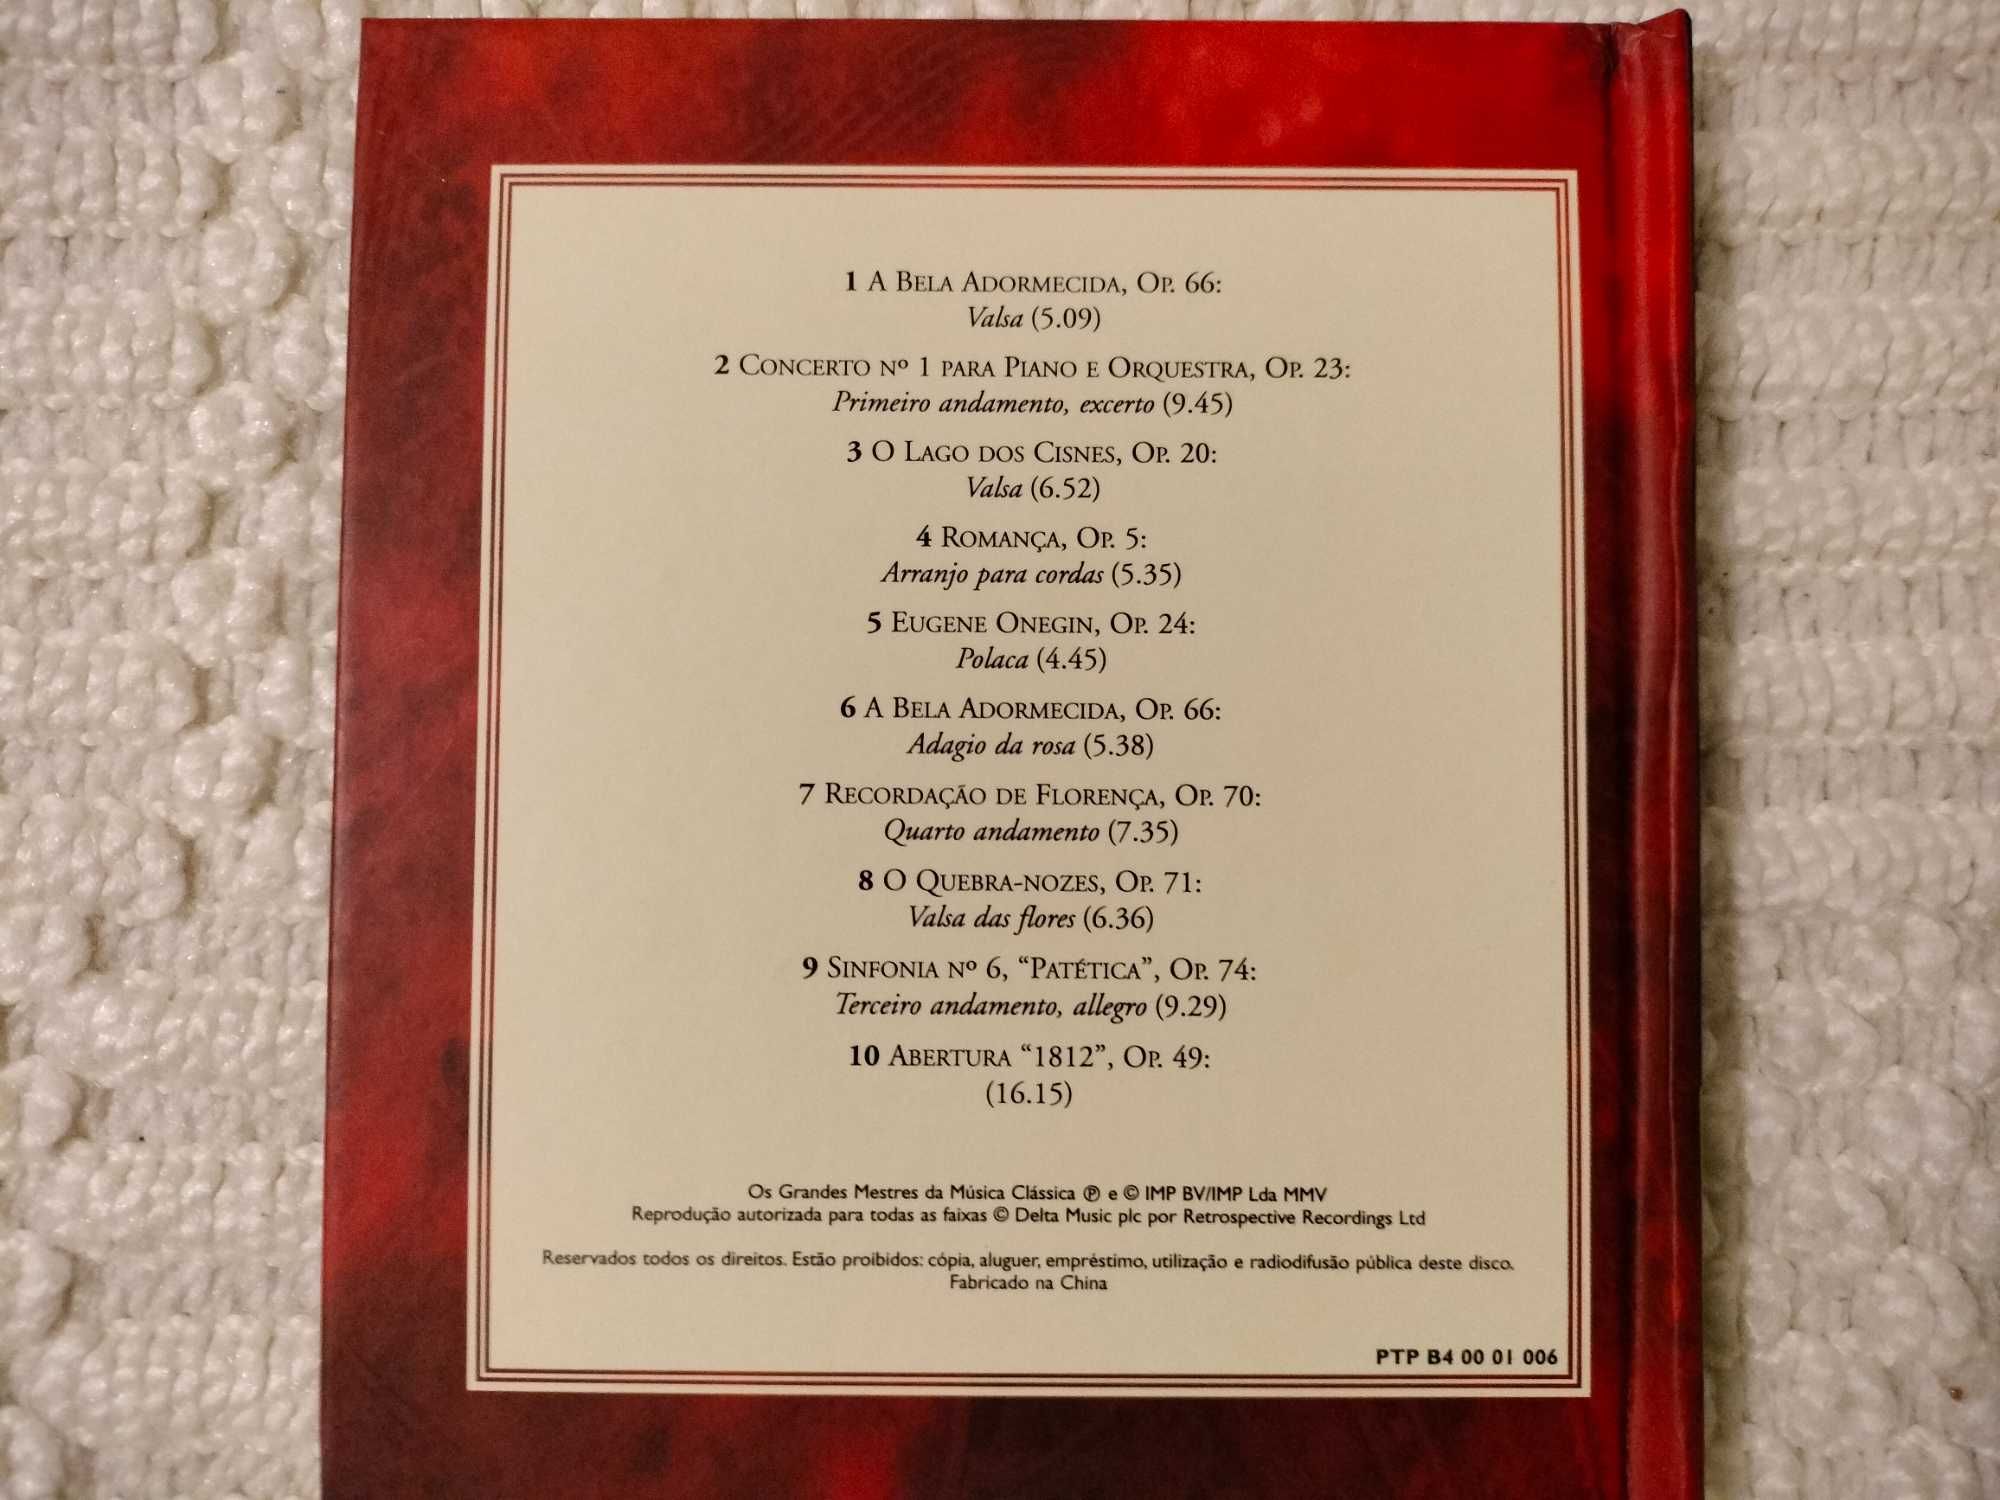 1 A Bela Adormecida, Op. 66:
Valsa (5.09)
2 Concerto Nº 1 para Piano e Orquestra, Op. 23:
Primeiro andamento, excerto (9.45)
3 O Lago dos Cisnes, Op. 20:
Valsa (6.52)
4 Romança, Op. 5:
Arranjo para cordas (5.35)
5 Eugene Onegin, Op. 24:
Polaca (4.45)
6 A Bela Adormecida, Op. 66:
Adagio da rosa (5.38)
7 Recordação de Florença, Op. 70:
Quarto andamento (7.35)
8 O Quebra-nozes, Op. 71:
Valsa das flores (6.36)
9 Sinfonia Nº 6, “Patética”, Op. 74:
Terceiro andamento, allegro (9.29)
10 Abertura “1812”, Op. 49:
(16.15)
Os Grandes Mestres da Música Clássica ℗ e © IMP BV/IMP Lda MMV
Reprodução autorizada para todas as faixas © Delta Music plc por Retrospective Recordings Ltd
Reservados todos os direitos. Estão proibidos: cópia, aluguer, empréstimo, utilização e radiodifusão pública deste disco.
Fabricado na China
PTP B4 00 01 006